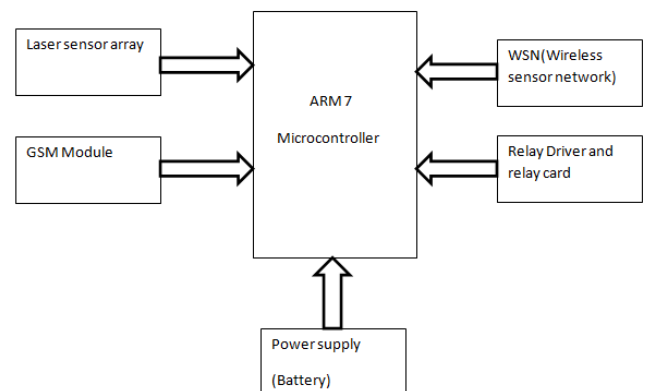 Laser sensor array
GSM Module
ARM 7
Microcontroller
WSN(Wireless
sensor network)
Relay Driver and
relay card
Power supply
(Battery)